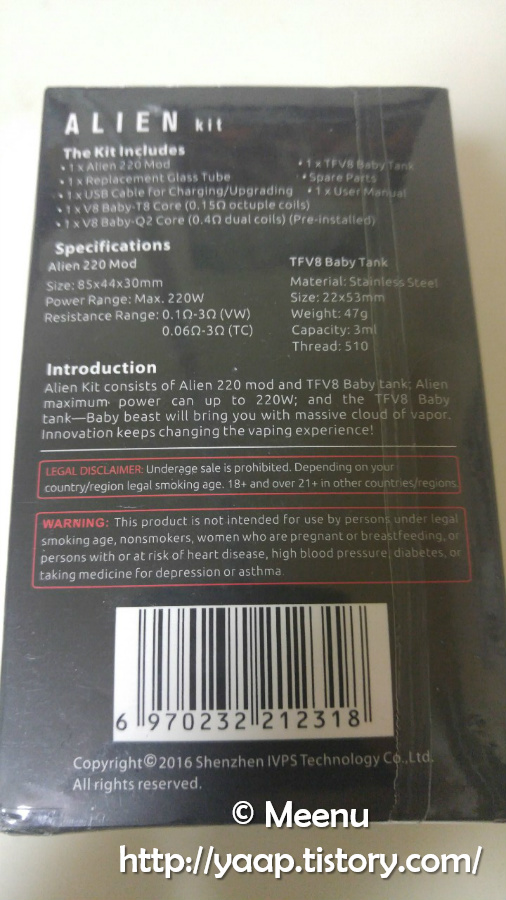 ALIEN kit
The Kit Includes
• 1 x Alien 220 Mod • 1 x TFV8 Baby Tank
• 1 x Replacement Glass Tube • Spare Parts
• 1 x USB Cable for Charging/Upgrading • 1 x User Manual
• 1 x V8 Baby-T8 Core (0.15Ω octuple coils)
• 1 x V8 Baby-Q2 Core (0.4Ω dual coils) (Pre-installed)
Specifications
Alien 220 Mod
Size: 85x44x30mm
Power Range: Max. 220W
Resistance Range: 0.1Ω-3Ω (VW)
0.06Ω-3Ω (TC)
TFV8 Baby Tank
Material: Stainless Steel
Size: 22x53mm
Weight: 47g
Capacity: 3ml
Thread: 510
Introduction
Alien Kit consists of Alien 220 mod and TFV8 Baby tank; Alien
maximum power can up to 220W; and the TFV8 Baby
tank—Baby beast will bring you with massive cloud of vapor.
Innovation keeps changing the vaping experience!
LEGAL DISCLAIMER: Underage sale is prohibited. Depending on your
country/region legal smoking age. 18+ and over 21+ in other countries/regions.
WARNING: This product is not intended for use by persons under legal
smoking age, nonsmokers, women who are pregnant or breastfeeding, or
persons with or at risk of heart disease, high blood pressure, diabetes, or
taking medicine for depression or asthma.
6 970232 212318
Copyright©2016 Shenzhen IVPS Technology Co.,Ltd.
All rights reserved.
© Meenu
http://yaap.tistory.com/